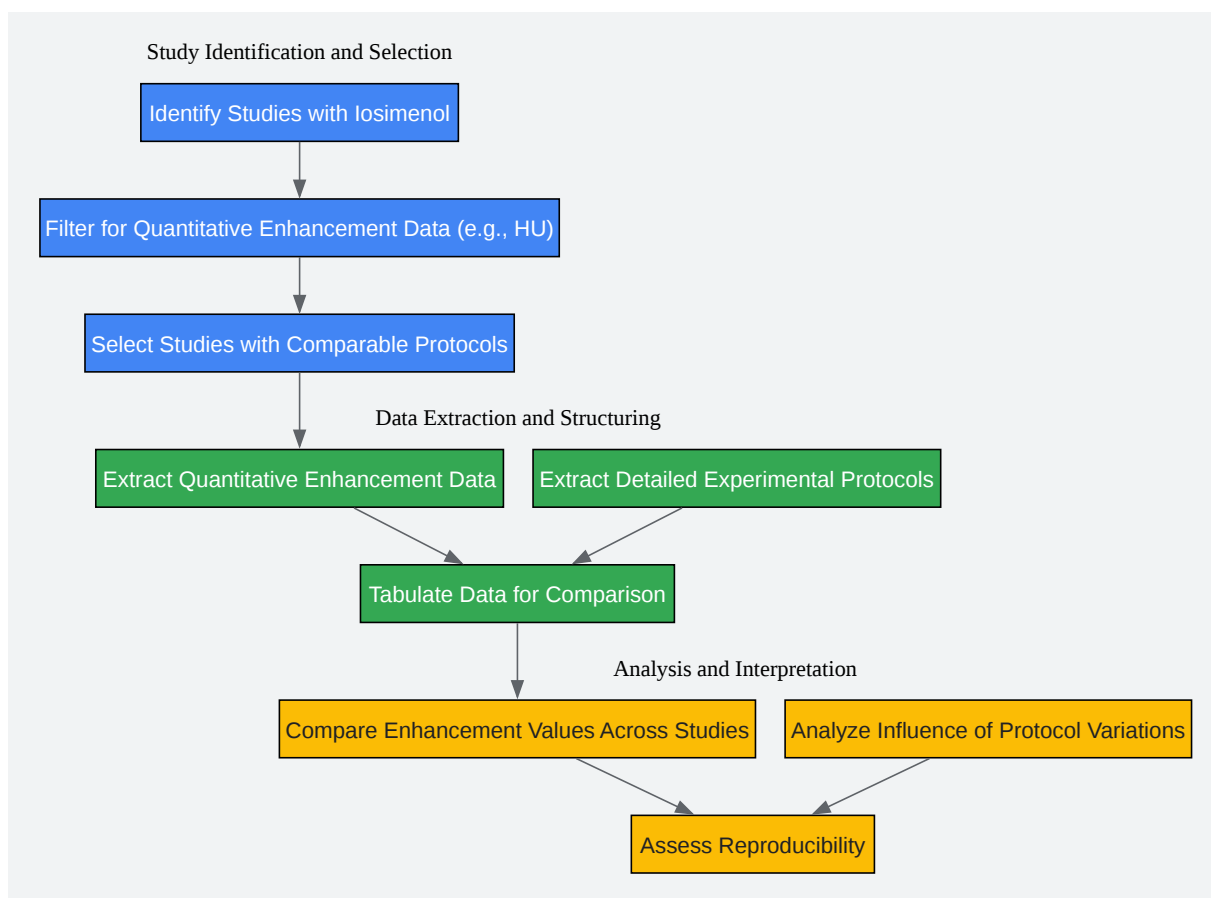 Study Identification and Selection
Identify Studies with Iosimenol
Filter for Quantitative Enhancement Data (e.g., HU)
Select Studies with Comparable Protocols
Data Extraction and Structuring
Extract Quantitative Enhancement Data
Extract Detailed Experimental Protocols
Tabulate Data for Comparison
Analysis and Interpretation
Compare Enhancement Values Across Studies
Analyze Influence of Protocol Variations
Assess Reproducibility